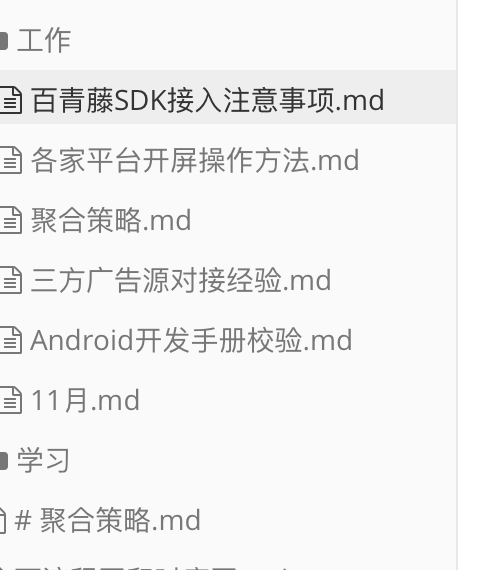 工作
百青藤SDK接入注意事项.md
各家平台开屏操作方法.md
聚合策略.md
三方广告源对接经验.md
Android开发手册校验.md
11月.md
学习
# 聚合策略.md